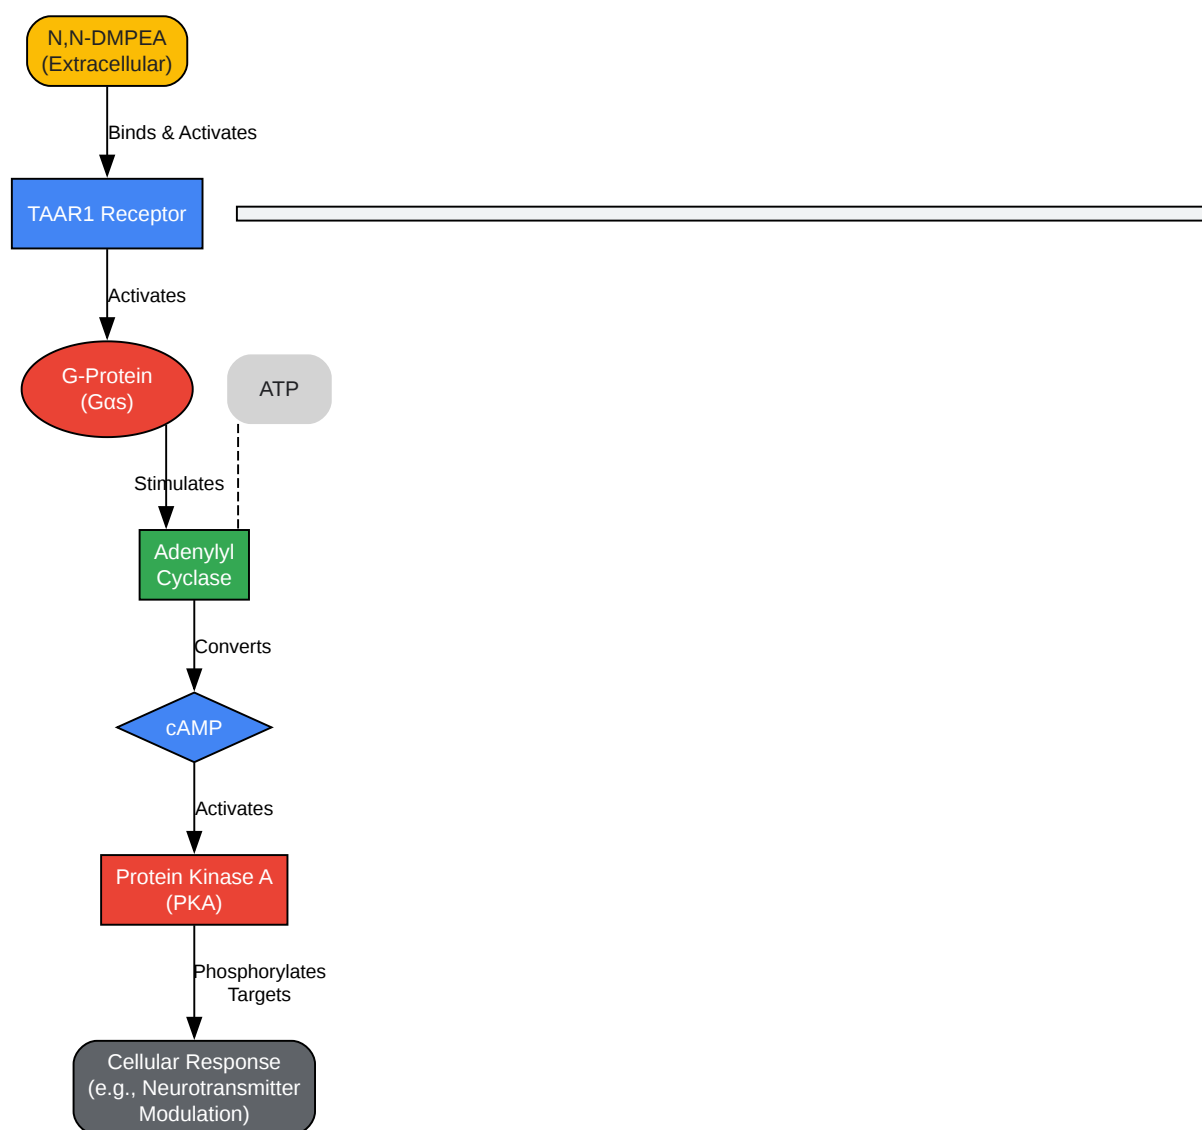 N,N-DMPEA
(Extracellular)
Binds & Activates
TAAR1 Receptor
Activates
G-Protein
(Gαs)
ATP
Stimulates
Adenylyl
Cyclase
Converts
cAMP
Activates
Protein Kinase A
(PKA)
Phosphorylates
Targets
Cellular Response
(e.g., Neurotransmitter
Modulation)